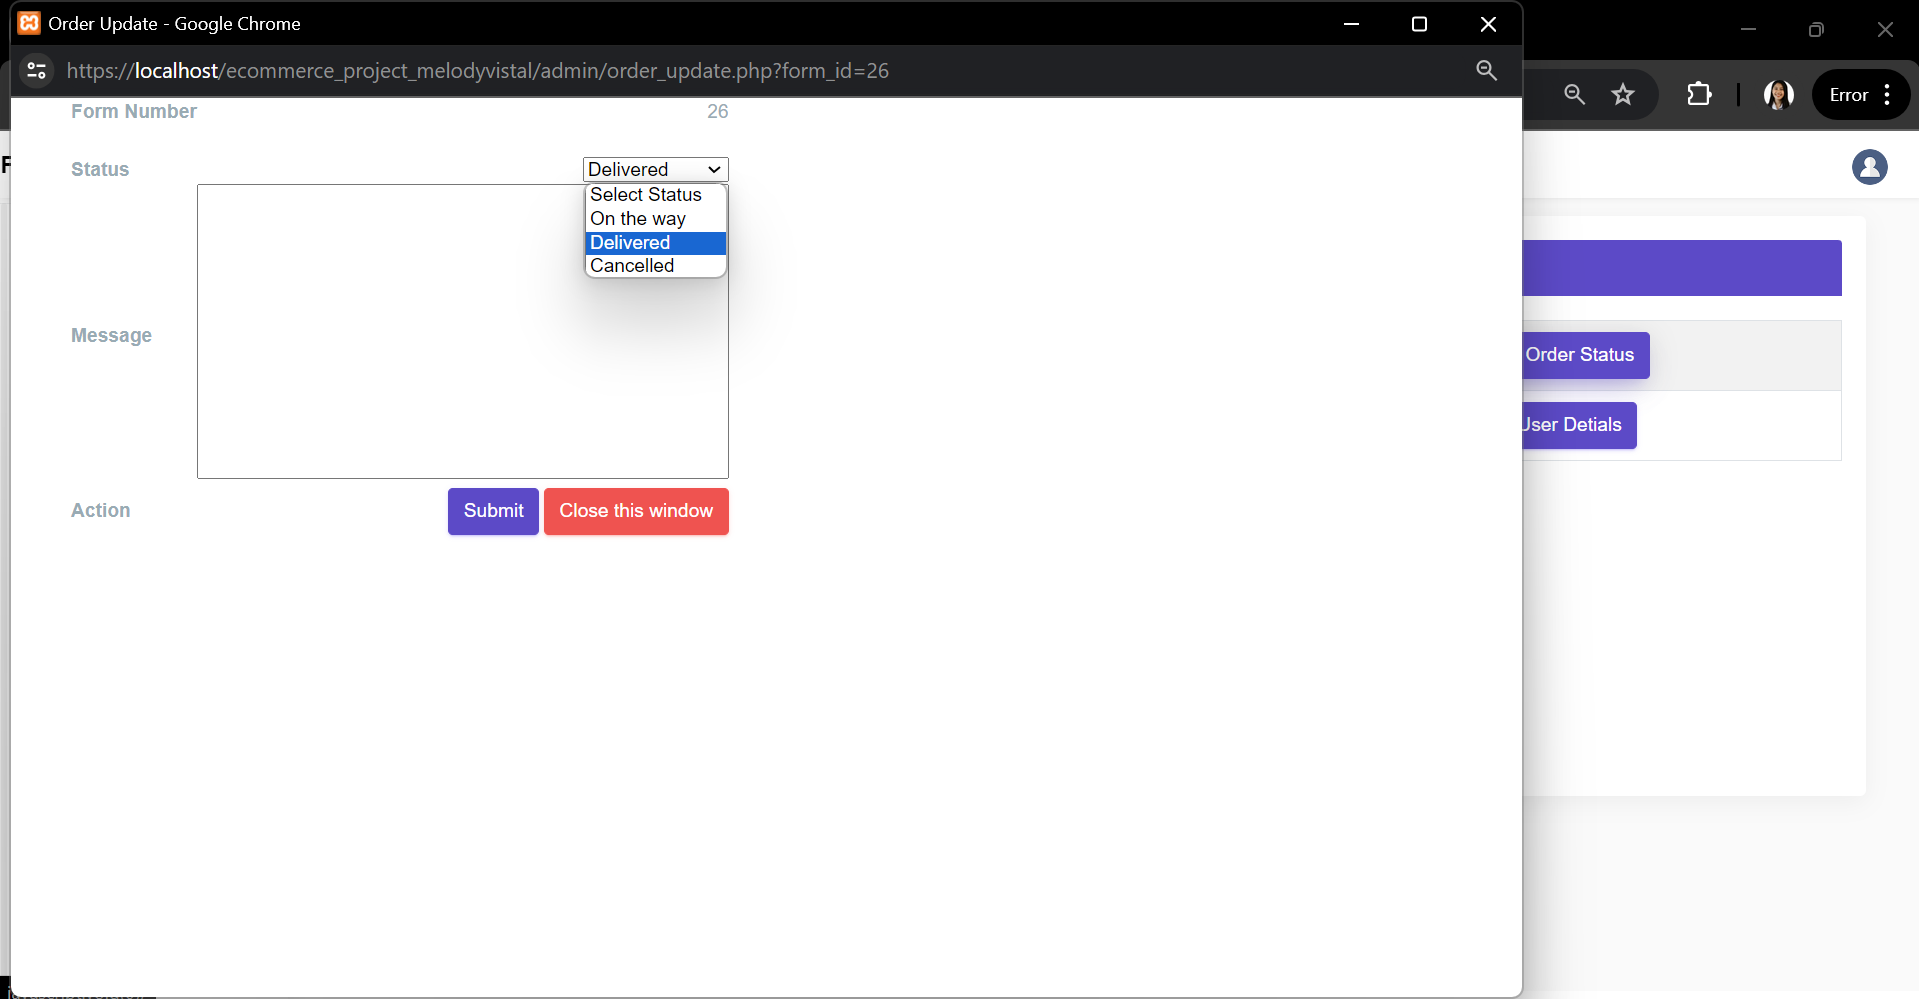 Order Update - Google Chrome
https://localhost/ecommerce_project_melodyvistal/admin/order_update.php?form_id=26
Error
Form Number 26
Status Delivered
Select Status
On the way
Delivered
Cancelled
Message
Action Submit Close this window
Order Status
User Detials